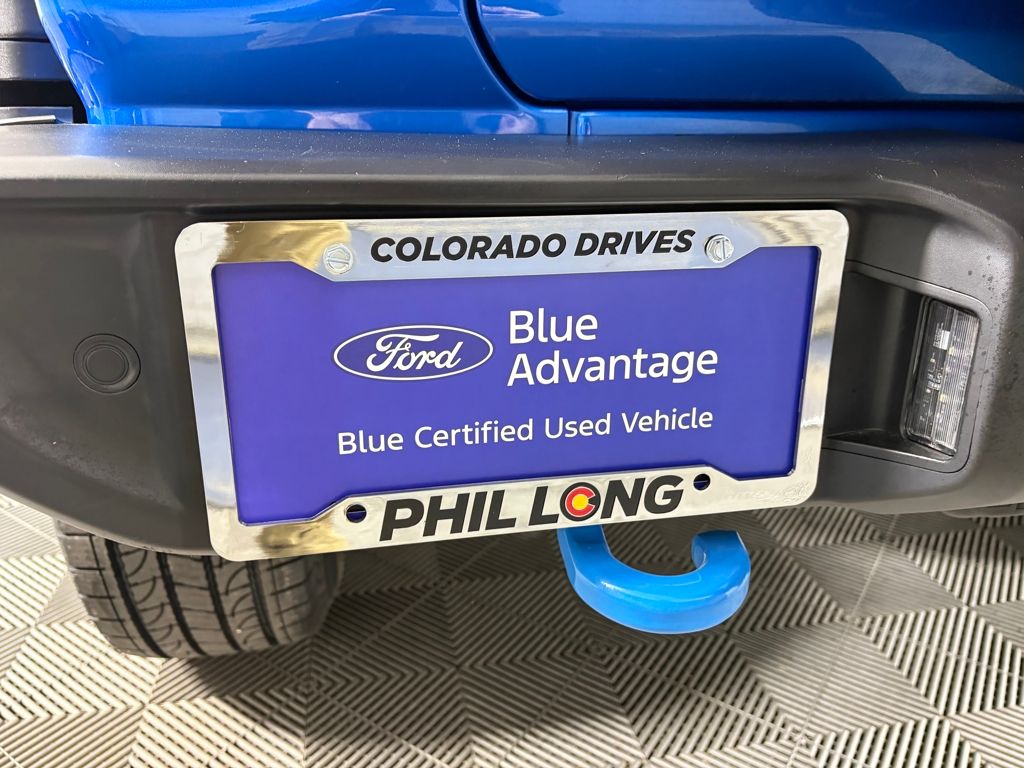 COLORADO DRIVES
Ford
Blue
Advantage
Blue Certified Used Vehicle
PHIL LONG